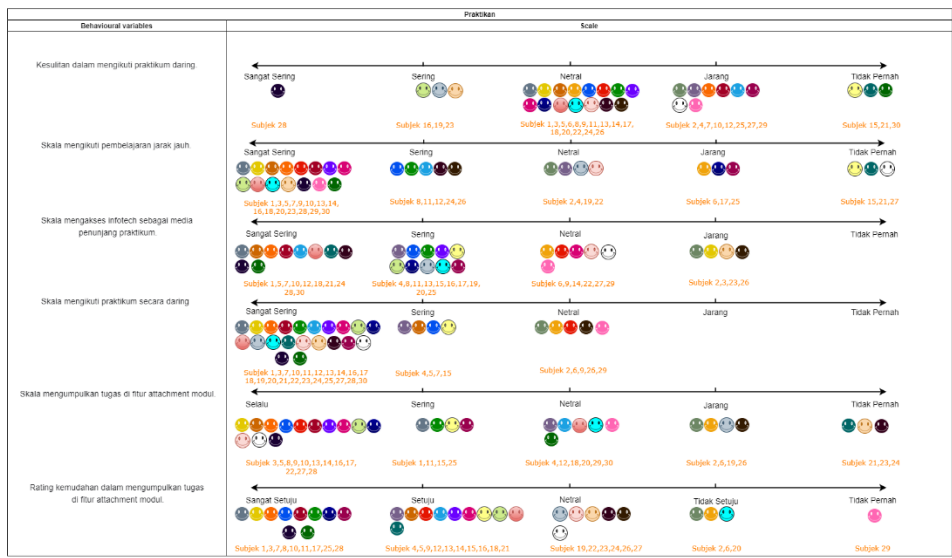 Praktikan
Behavioural variables
Scale
Kesulitan dalam mengikuti praktikum daring
Sangat Sering
Sering
Netral
Jarang
Tidak Pernah
Subjek 28
Subjek 16,19,23
Subjek 1,3,5,6,8,9,11,13,14,17,
18,20,22,24,26
Subjek 2,4,7,10,12,25,27,29
Subjek 15,21,30
Skala mengikuti pembelajaran jarak jauh.
Sangat Sering
Sering
Netral
Jarang
Tidak Pernah
Subjek 1,3,5,7,9,10,13,14,
16,18,20,23,28,29,30
Subjek 8,11,12,24,26
Subjek 2,4,19,22
Subjek 6,17,25
Subjek 15,21,27
Skala mengakses infotech sebagai media
penunjang praktikum.
Sangat Sering
Sering
Netral
Jarang
Tidak Pernah
Subjek 1,5,7,10,12,18,21,24
28,30
Subjek 4,8,11,13,15,16,17,19,
20,25
Subjek 6,9,14,22,27,29
Subjek 2,3,23,26
Skala mengikuti praktikum secara daring
Sangat Sering
Sering
Netral
Jarang
Tidak Pernah
Subjek 1,3,7,10,11,12,13,14,16,17
18,19,20,21,22,23,24,25,27,28,30
Subjek 4,5,7,15
Subjek 2,6,9,26,29
Skala mengumpulkan tugas di fitur attachment modul.
Selalu
Sering
Netral
Jarang
Tidak Pernah
Subjek 3,5,8,9,10,13,14,16,17,
22,27,28
Subjek 1,11,15,25
Subjek 4,12,18,20,29,30
Subjek 2,6,19,26
Subjek 21,23,24
Rating kemudahan dalam mengumpulkan tugas
di fitur attachment modul.
Sangat Setuju
Setuju
Netral
Tidak Setuju
Tidak Pernah
Subjek 1,3,7,8,10,11,17,25,28
Subjek 4,5,9,12,13,14,15,16,18,21
Subjek 19,22,23,24,26,27
Subjek 2,6,20
Subjek 29